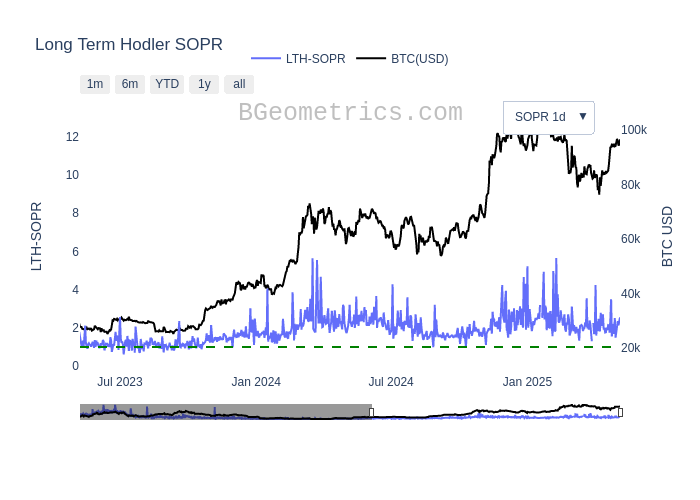 Long Term Hodler SOPR
LTH-SOPR BTC(USD)
1m 6m YTD 1y all
BGeometrics.com
SOPR 1d ▼
12
10
8
6
4
2
0
LTH-SOPR
100k
80k
60k
40k
20k
BTC USD
Jul 2023 Jan 2024 Jul 2024 Jan 2025